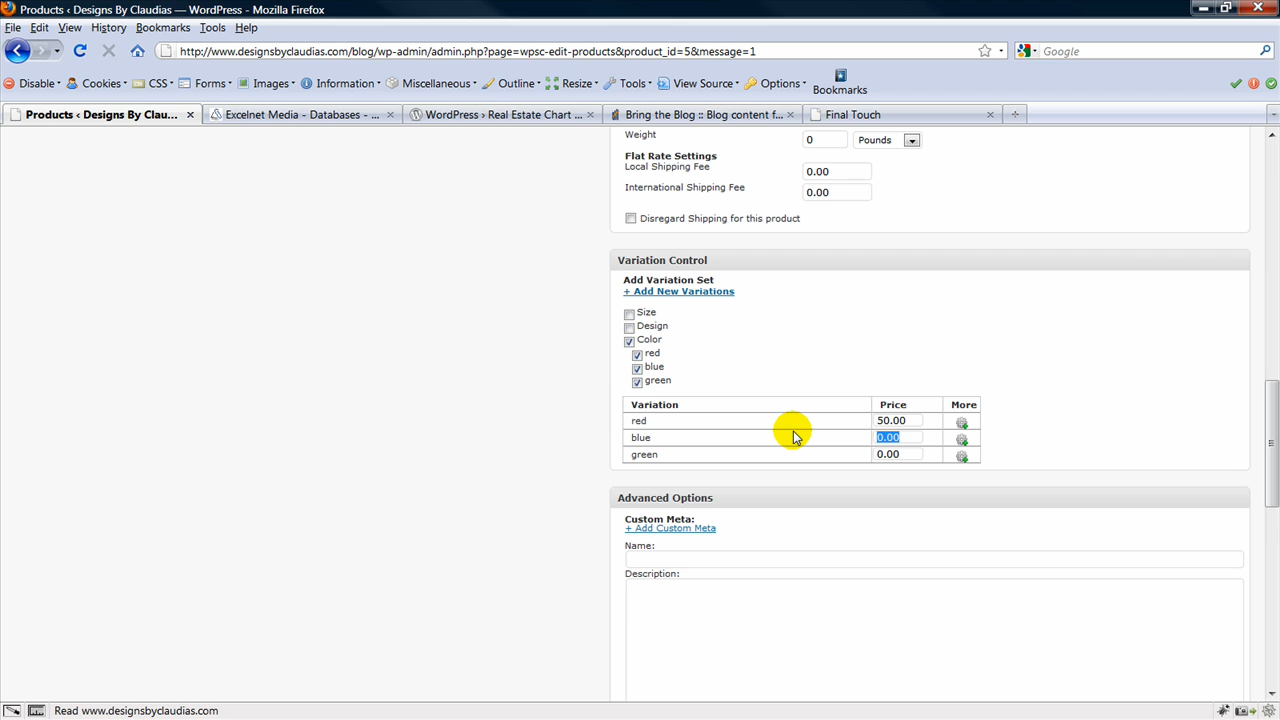 Products ‹ Designs By Claudias — WordPress - Mozilla Firefox
File Edit View History Bookmarks Tools Help
http://www.designsbyclaudias.com/blog/wp-admin/admin.php?page=wpsc-edit-products&product_id=5&message=1 Google
Disable Cookies CSS Forms Images Information Miscellaneous Outline Resize Tools View Source Options Bookmarks
Products ‹ Designs By Clau... Excelnet Media - Databases - ... WordPress › Real Estate Chart ... Bring the Blog :: Blog content f... Final Touch
Weight 0 Pounds
Flat Rate Settings
Local Shipping Fee 0.00
International Shipping Fee 0.00
Disregard Shipping for this product
Variation Control
Add Variation Set
+ Add New Variations
Size
Design
Color
red
blue
green
Variation Price More
red 50.00
blue 0.00
green 0.00
Advanced Options
Custom Meta:
+ Add Custom Meta
Name:
Description:
Read www.designsbyclaudias.com